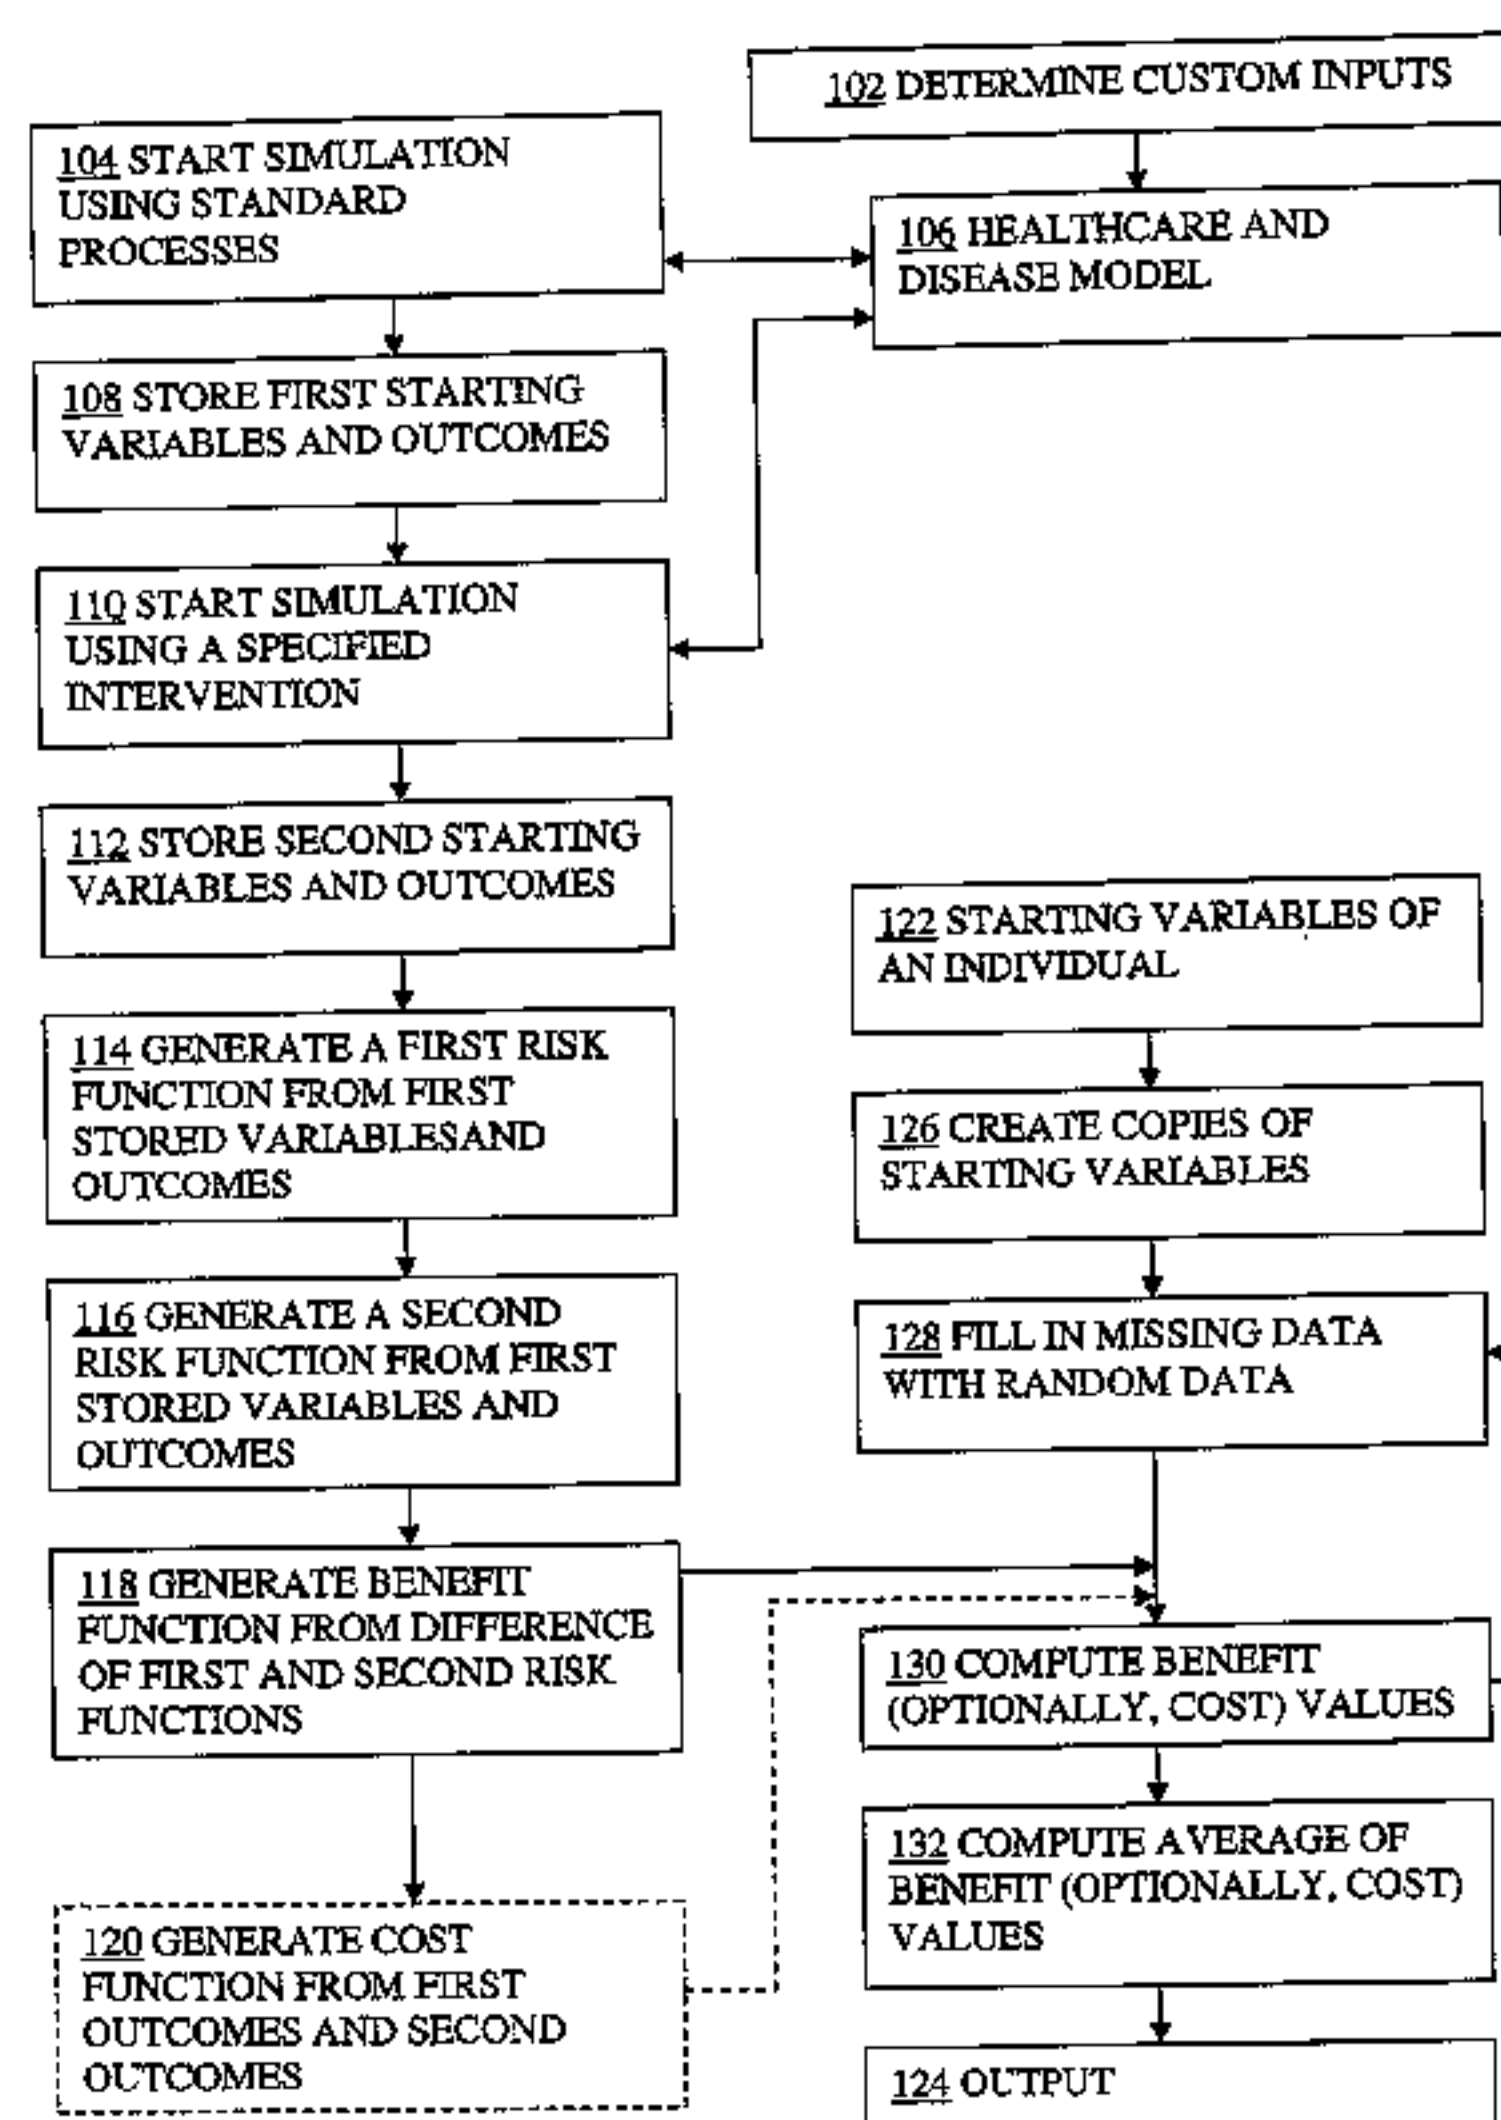 102 DETERMINE CUSTOM INPUTS
104 START SIMULATION
USING STANDARD
PROCESSES
106 HEALTHCARE AND
DISEASE MODEL
108 STORE FIRST STARTING
VARIABLES AND OUTCOMES
110 START SIMULATION
USING A SPECIFIED
INTERVENTION
112 STORE SECOND STARTING
VARIABLES AND OUTCOMES
114 GENERATE A FIRST RISK
FUNCTION FROM FIRST
STORED VARIABLESAND
OUTCOMES
116 GENERATE A SECOND
RISK FUNCTION FROM FIRST
STORED VARIABLES AND
OUTCOMES
118 GENERATE BENEFIT
FUNCTION FROM DIFFERENCE
OF FIRST AND SECOND RISK
FUNCTIONS
120 GENERATE COST
FUNCTION FROM FIRST
OUTCOMES AND SECOND
OUTCOMES
122 STARTING VARIABLES OF
AN INDIVIDUAL
126 CREATE COPIES OF
STARTING VARIABLES
128 FILL IN MISSING DATA
WITH RANDOM DATA
130 COMPUTE BENEFIT
(OPTIONALLY, COST) VALUES
132 COMPUTE AVERAGE OF
BENEFIT (OPTIONALLY, COST)
VALUES
124 OUTPUT